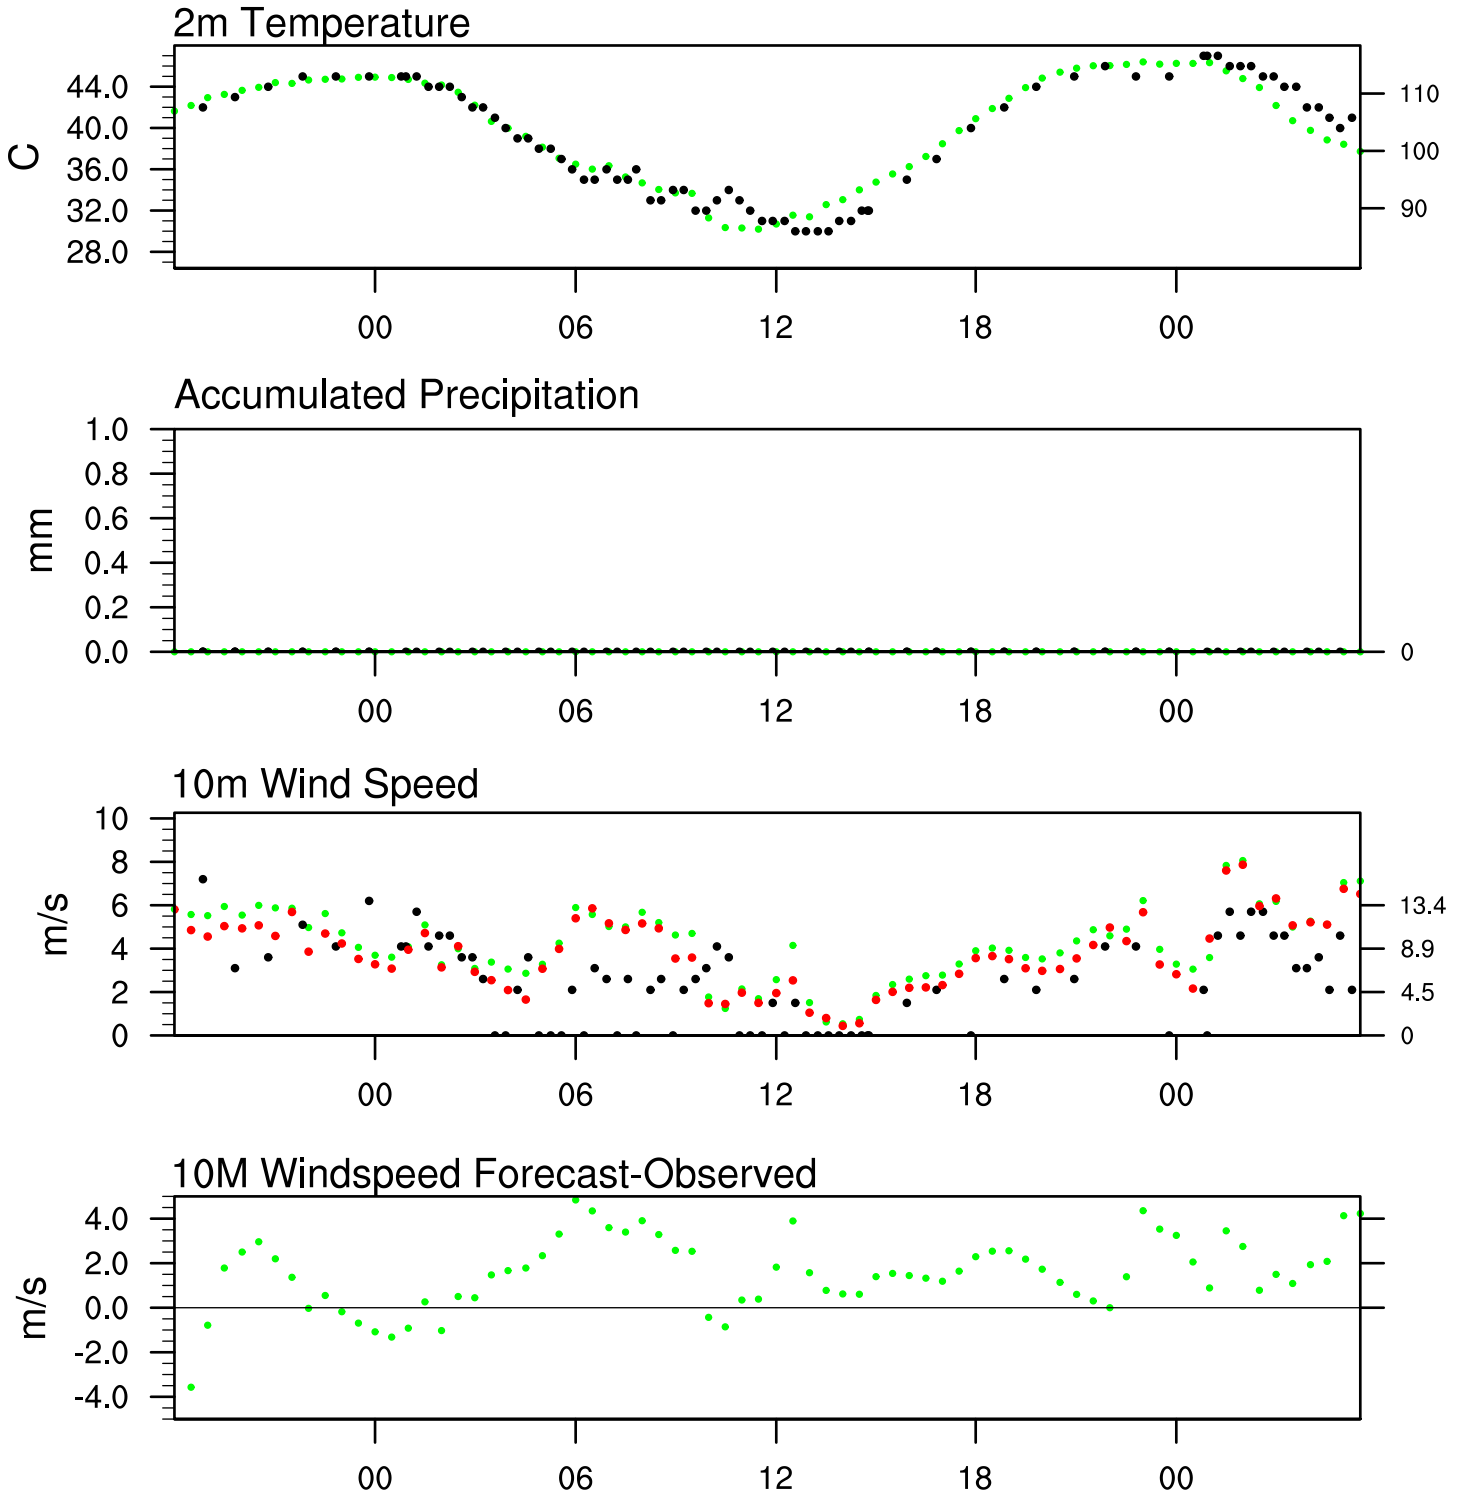 2m Temperature
C
44.0
40.0
36.0
32.0
28.0
110
100
90
00 06 12 18 00
Accumulated Precipitation
mm
1.0
0.8
0.6
0.4
0.2
0.0
0
00 06 12 18 00
10m Wind Speed
m/s
10
8
6
4
2
0
13.4
8.9
4.5
0
00 06 12 18 00
10M Windspeed Forecast-Observed
m/s
4.0
2.0
0.0
-2.0
-4.0
00 06 12 18 00